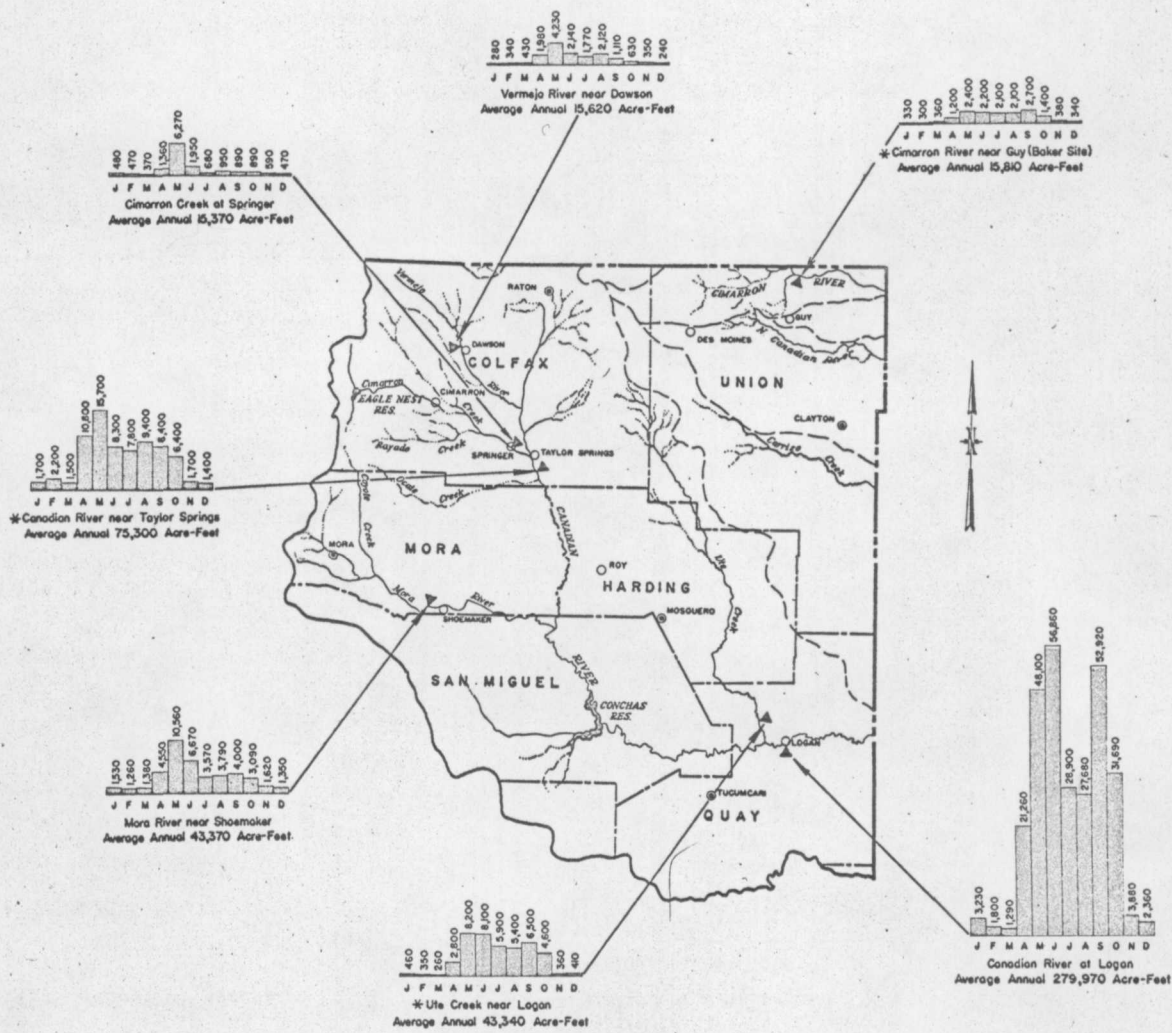 280 340 430 1,980 4,230 2,140 1,770 2,120 1,110 630 350 240
J F M A M J J A S O N D
Vermejo River near Dawson
Average Annual 15,620 Acre-Feet
330 300 360 1,200 2,400 2,200 2,100 2,100 2,700 1,400 380 340
J F M A M J J A S O N D
* Cimarron River near Guy (Baker Site)
Average Annual 15,810 Acre-Feet
480 470 370 1,360 6,270 1,950 680 950 890 890 590 470
J F M A M J J A S O N D
Cimarron Creek at Springer
Average Annual 15,370 Acre-Feet
Vermejo
River
RATON
CIMARRON RIVER
GUY
DES MOINES
N Canadian River
DAWSON
COLFAX
UNION
Cimarron
Creek
CIMARRON
EAGLE NEST
RES.
CLAYTON
Carrizo
Creek
Rayado Creek
SPRINGER
TAYLOR SPRINGS
N
1,700 2,200 1,500 10,800 15,700 8,300 7,800 9,400 8,400 6,400 1,700 1,400
J F M A M J J A S O N D
* Canadian River near Taylor Springs
Average Annual 75,300 Acre-Feet
Ocate
Creek
Creek
CANADIAN
MORA
MORA
ROY
HARDING
Ute
Creek
MOSQUERO
Mora River
SHOEMAKER
RIVER
SAN MIGUEL
CONCHAS
RES.
LOGAN
TUCUMCARI
QUAY
1,530 1,260 1,380 4,550 10,560 6,670 3,570 3,790 4,000 3,090 1,620 1,350
J F M A M J J A S O N D
Mora River near Shoemaker
Average Annual 43,370 Acre-Feet
3,230 1,800 1,290 21,260 48,100 56,860 28,900 27,680 52,920 31,690 3,880 2,360
J F M A M J J A S O N D
Canadian River at Logan
Average Annual 279,970 Acre-Feet
460 350 260 2,800 8,200 8,100 5,900 5,400 6,500 4,600 360 410
J F M A M J J A S O N D
* Ute Creek near Logan
Average Annual 43,340 Acre-Feet